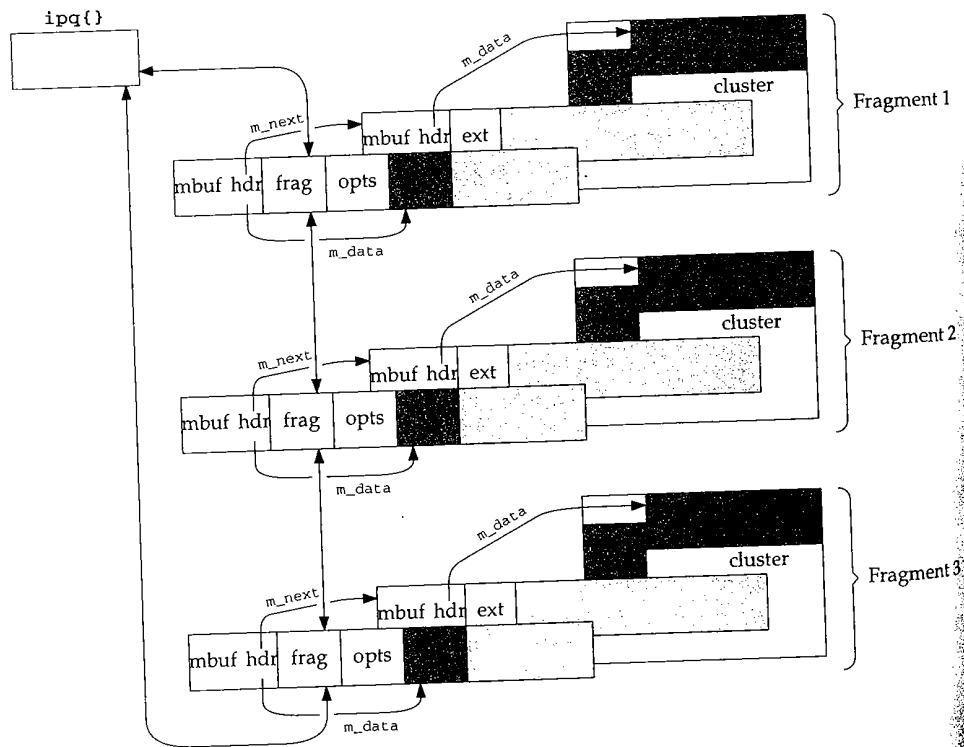 ipq{}
m_data
cluster
Fragment 1
m_next
mbuf hdr ext
mbuf hdr frag opts
m_data
m_data
cluster
Fragment 2
m_next
mbuf hdr ext
mbuf hdr frag opts
m_data
m_data
cluster
Fragment 3
m_next
mbuf hdr ext
mbuf hdr frag opts
m_data